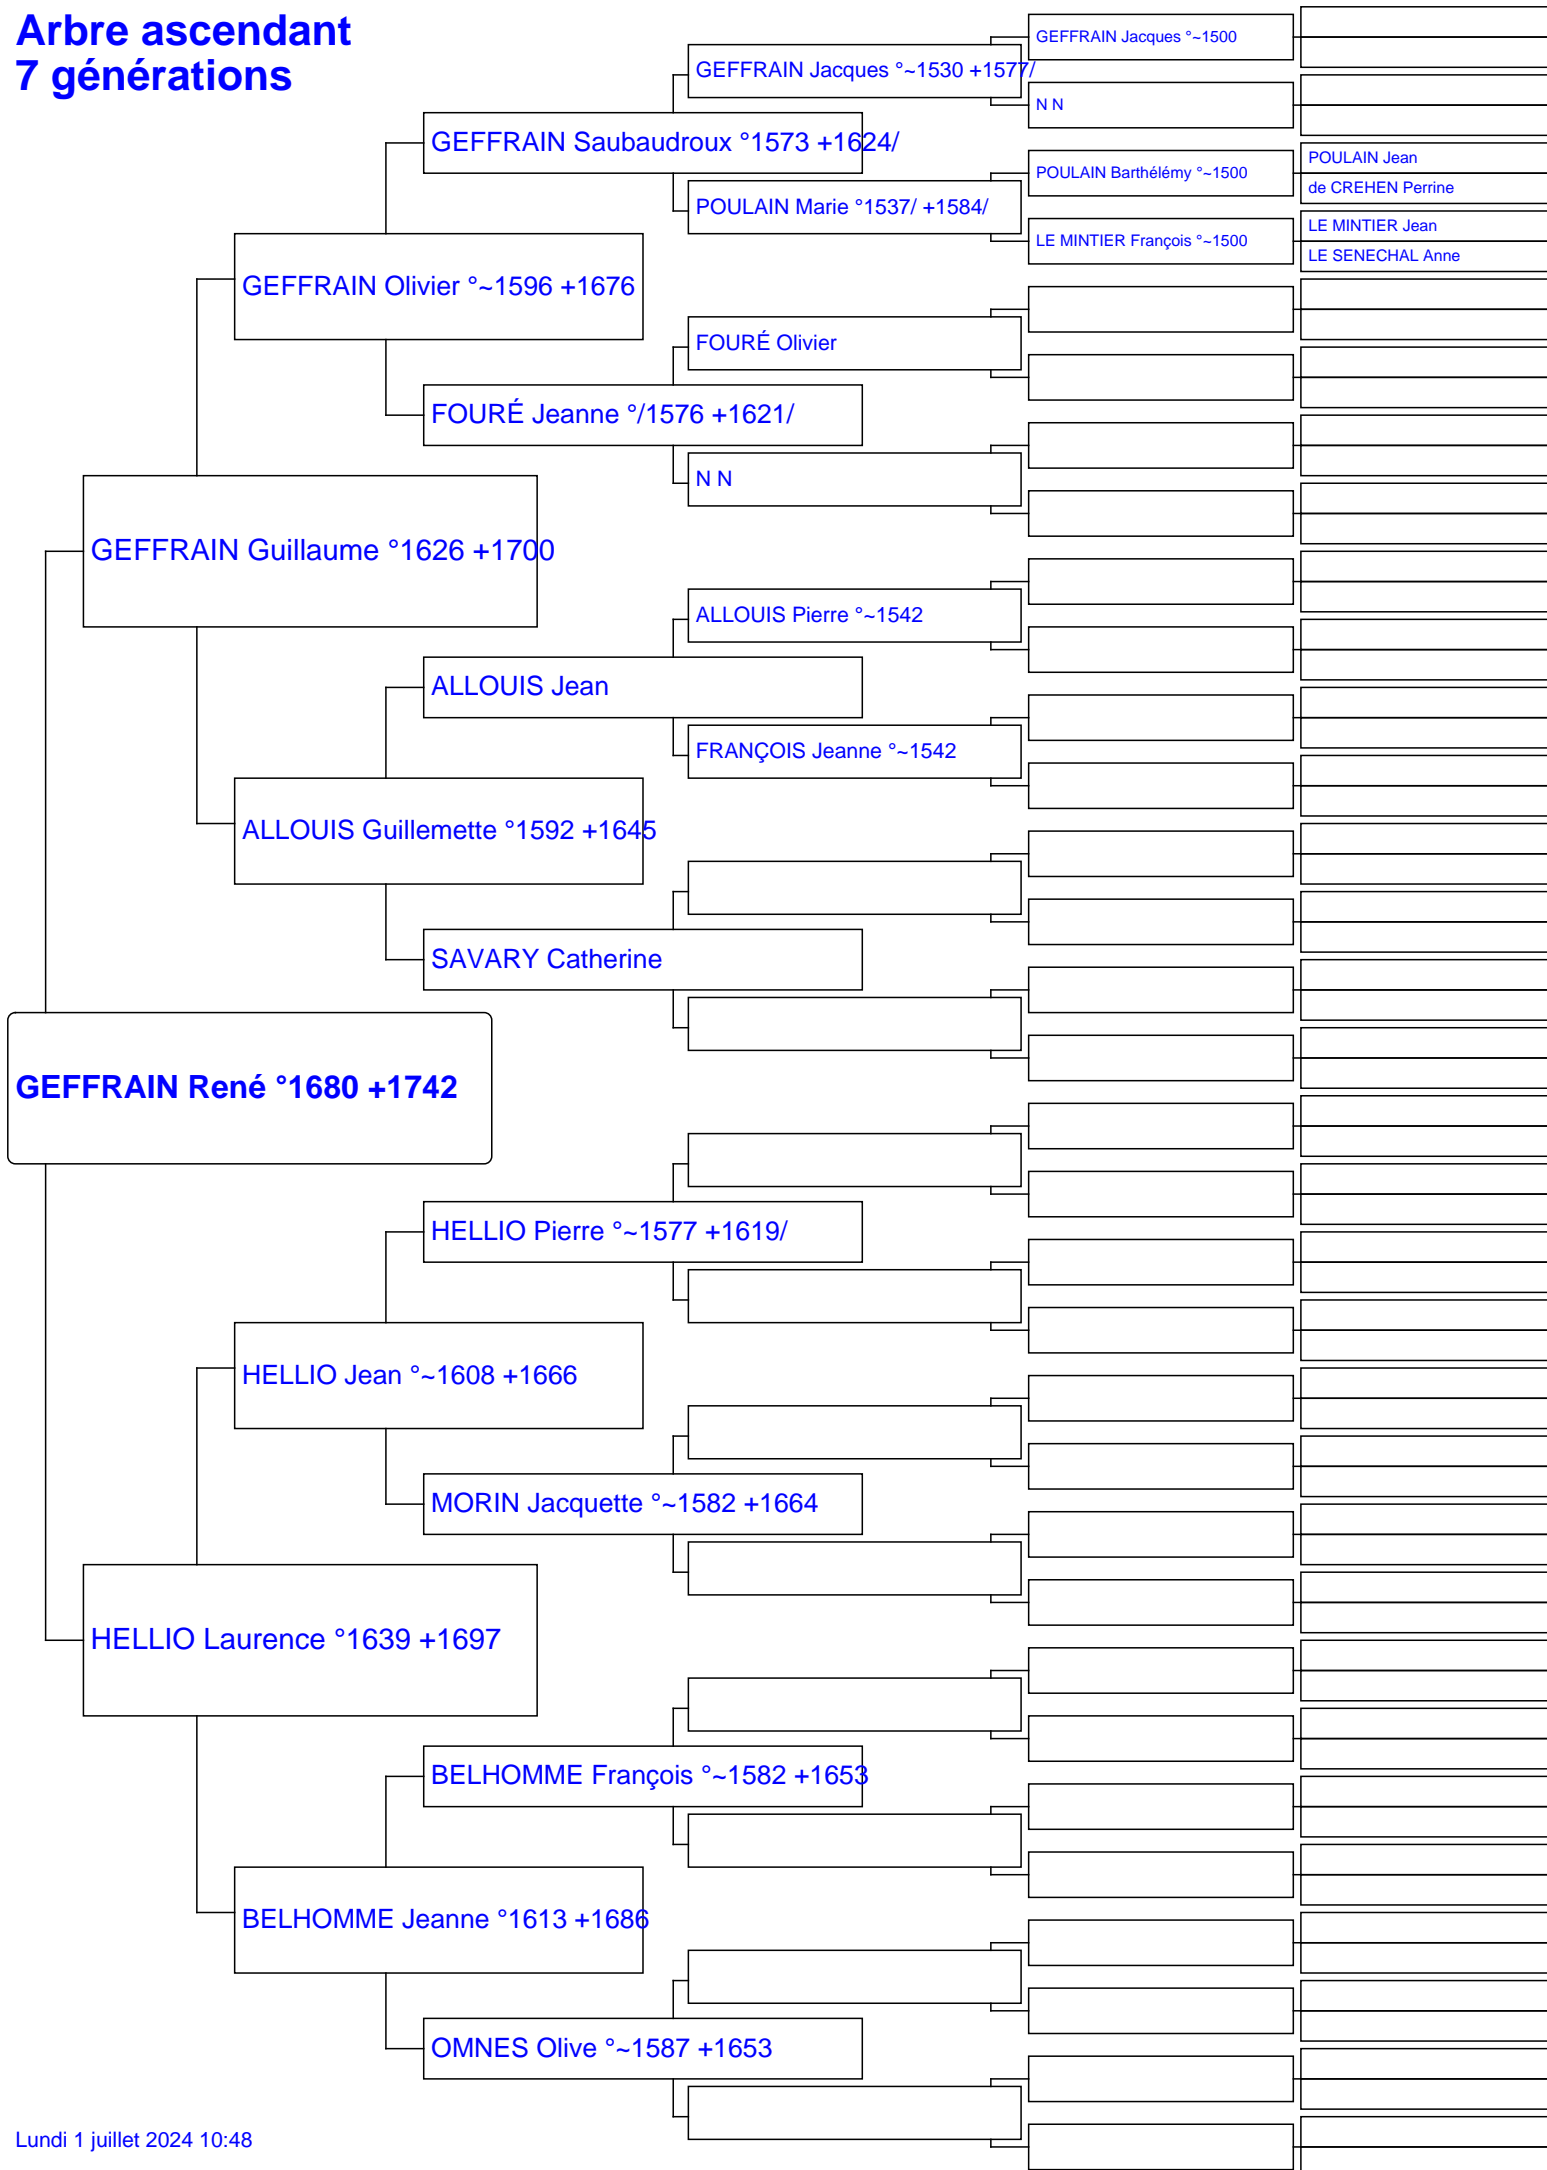 Arbre ascendant
7 générations
GEFFRAIN Jacques °~1500
GEFFRAIN Jacques °~1530 +1577/
N N
GEFFRAIN Saubaudroux °1573 +1624/
POULAIN Jean
POULAIN Barthélémy °~1500
de CREHEN Perrine
POULAIN Marie °1537/ +1584/
LE MINTIER Jean
LE MINTIER François °~1500
LE SENECHAL Anne
GEFFRAIN Olivier °~1596 +1676
FOURÉ Olivier
FOURÉ Jeanne °/1576 +1621/
N N
GEFFRAIN Guillaume °1626 +1700
ALLOUIS Pierre °~1542
ALLOUIS Jean
FRANÇOIS Jeanne °~1542
ALLOUIS Guillemette °1592 +1645
SAVARY Catherine
GEFFRAIN René °1680 +1742
HELLIO Pierre °~1577 +1619/
HELLIO Jean °~1608 +1666
MORIN Jacquette °~1582 +1664
HELLIO Laurence °1639 +1697
BELHOMME François °~1582 +1653
BELHOMME Jeanne °1613 +1686
OMNES Olive °~1587 +1653
Lundi 1 juillet 2024 10:48